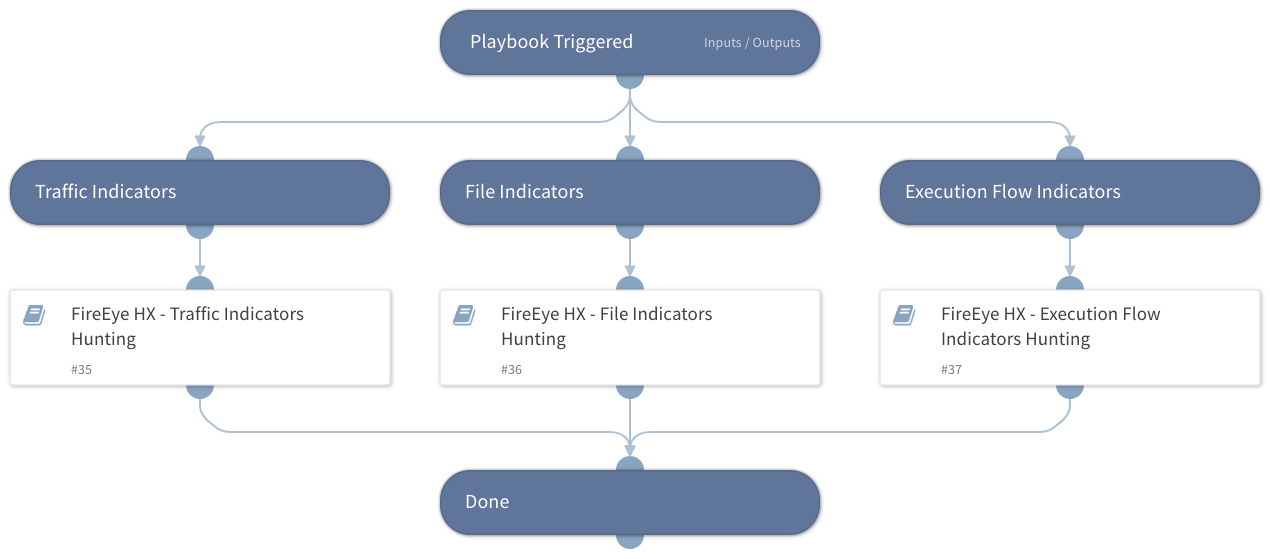 Playbook Triggered
Inputs / Outputs
Traffic Indicators
File Indicators
Execution Flow Indicators
FireEye HX - Traffic Indicators
Hunting
#35
FireEye HX - File Indicators
Hunting
#36
FireEye HX - Execution Flow
Indicators Hunting
#37
Done